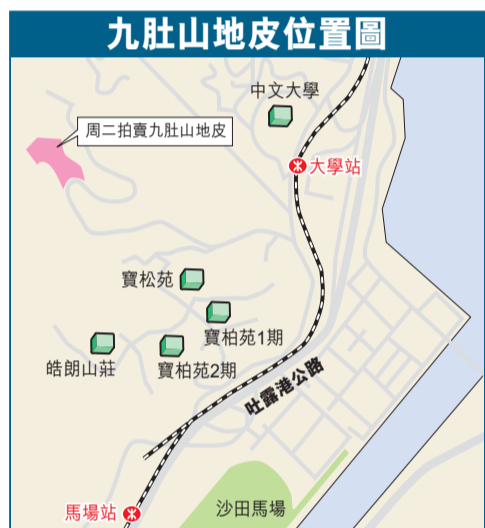 九肚山地皮位置圖
中文大學
周二拍賣九肚山地皮
大學站
寶松苑
寶柏苑1期
皓朗山莊
寶柏苑2期
吐露港公路
馬場站
沙田馬場